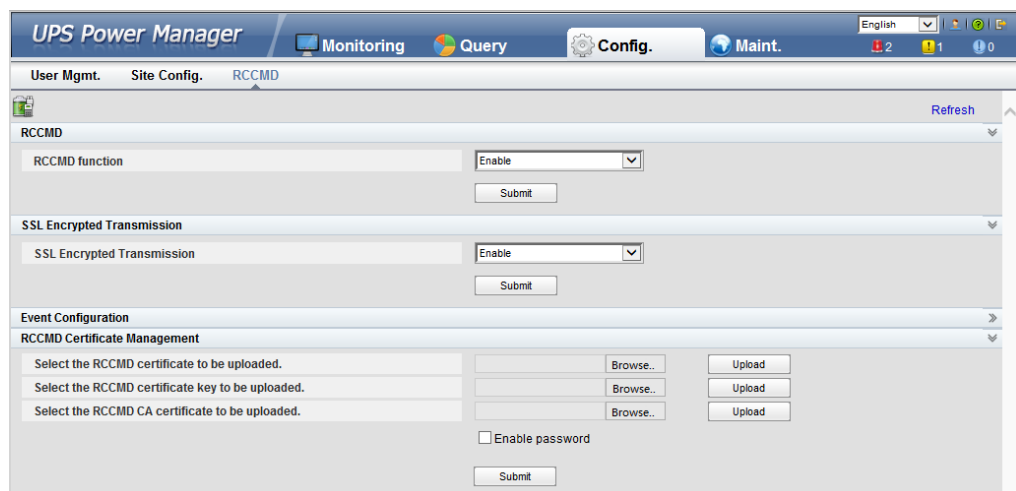 UPS Power Manager
Monitoring
Query
Config.
Maint.
English
2
1
0
User Mgmt.
Site Config.
RCCMD
Refresh
RCCMD
RCCMD function
Enable
Submit
SSL Encrypted Transmission
SSL Encrypted Transmission
Enable
Submit
Event Configuration
RCCMD Certificate Management
Select the RCCMD certificate to be uploaded.
Browse..
Upload
Select the RCCMD certificate key to be uploaded.
Browse..
Upload
Select the RCCMD CA certificate to be uploaded.
Browse..
Upload
Enable password
Submit